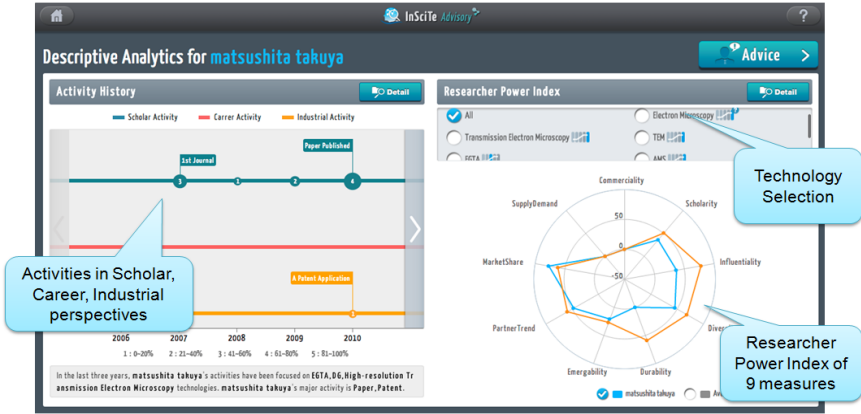 InSciTe Advisory
?
Descriptive Analytics for matsushita takuya
Advice
Activity History
Detail
Scholar Activity
Carrer Activity
Industrial Activity
1st Journal
Paper Published
3
1
2
4
A Patent Application
2006 2007 2008 2009 2010
1 : 0~20% 2 : 21~40% 3 : 41~60% 4 : 61~80% 5 : 81~100%
In the last three years, matsushita takuya's activities have been focused on EGTA,DG,High-resolution Tr
ansmission Electron Microscopy technologies. matsushita takuya's major activity is Paper,Patent.
Activities in Scholar,
Career, Industrial
perspectives
Researcher Power Index
Detail
All
Electron Microscopy
Transmission Electron Microscopy
TEM
EGTA
AMS
Technology
Selection
Commerciality
Scholarity
Influentiality
Durability
Emergability
PartnerTrend
MarketShare
SupplyDemand
50
0
-50
matsushita takuya
Researcher
Power Index of
9 measures